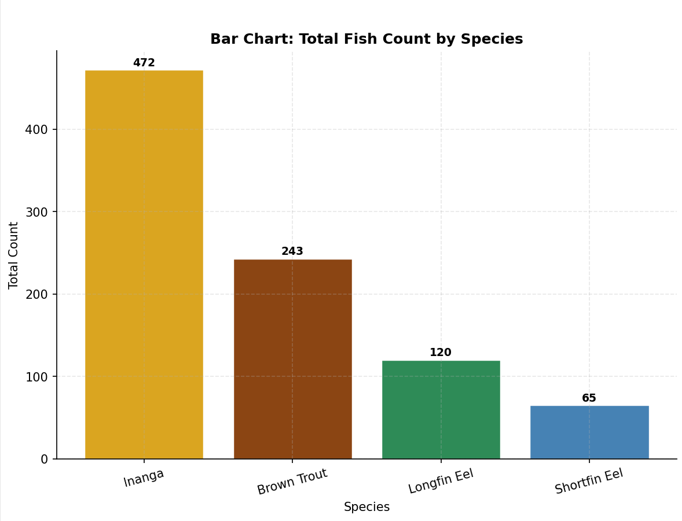 Bar Chart: Total Fish Count by Species
472
243
120
65
400
300
200
100
0
Total Count
Inanga
Brown Trout
Longfin Eel
Shortfin Eel
Species